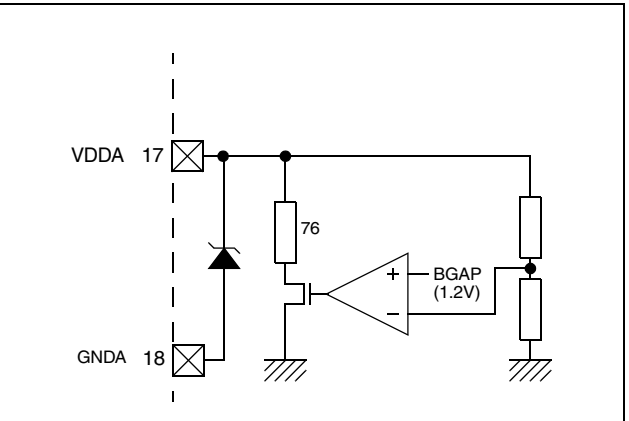 VDDA 17
76
+ BGAP
(1.2V)
−
GNDA 18